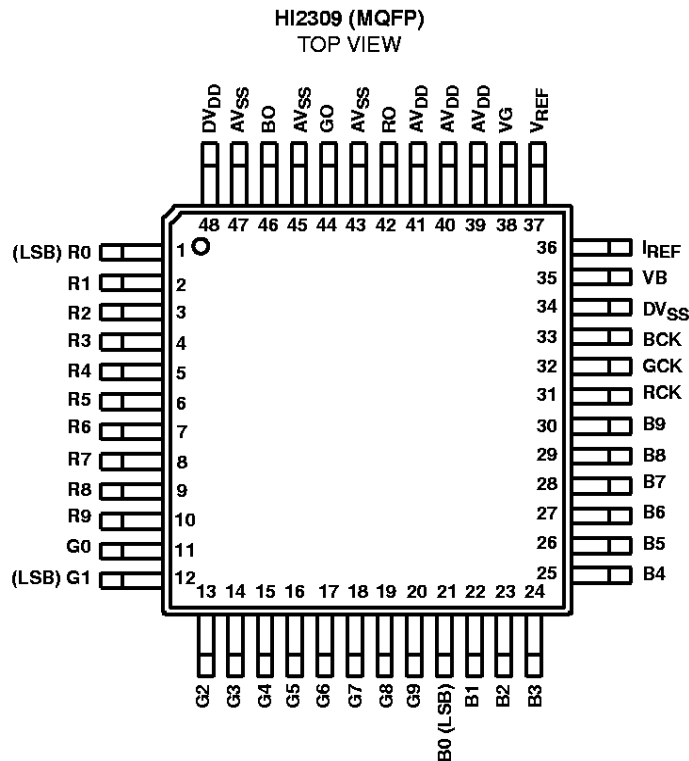 HI2309 (MQFP)
TOP VIEW
DVDD AVSS BO AVSS GO AVSS RO AVDD AVDD AVDD VG VREF
48 47 46 45 44 43 42 41 40 39 38 37
(LSB) R0 1
R1 2
R2 3
R3 4
R4 5
R5 6
R6 7
R7 8
R8 9
R9 10
G0 11
(LSB) G1 12
36 IREF
35 VB
34 DVSS
33 BCK
32 GCK
31 RCK
30 B9
29 B8
28 B7
27 B6
26 B5
25 B4
13 14 15 16 17 18 19 20 21 22 23 24
G2 G3 G4 G5 G6 G7 G8 G9 B0 (LSB) B1 B2 B3